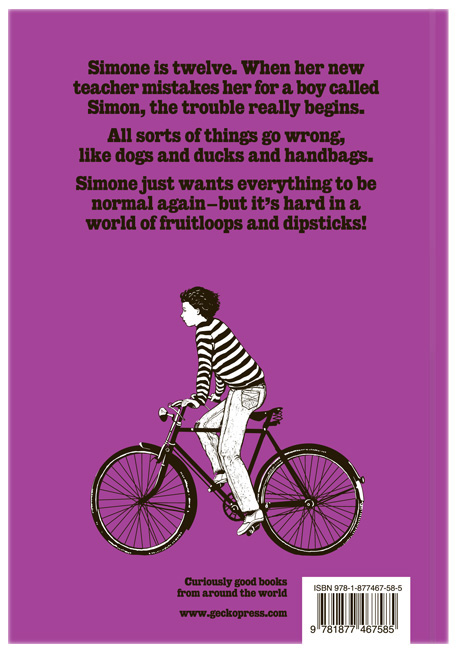 Simone is twelve. When her new
teacher mistakes her for a boy called
Simon, the trouble really begins.
All sorts of things go wrong,
like dogs and ducks and handbags.
Simone just wants everything to be
normal again–but it's hard in a
world of fruitloops and dipsticks!
Curiously good books
from around the world
www.geckopress.com
ISBN 978-1-877467-58-5
9 781877 467585